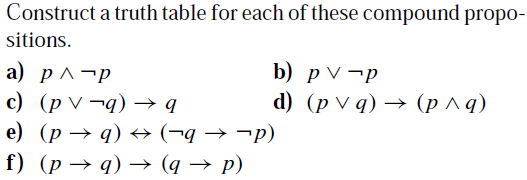 Construct a truth table for each of these compound propo-
sitions.
a) p ∧ ¬p b) p ∨ ¬p
c) (p ∨ ¬q) → q d) (p ∨ q) → (p ∧ q)
e) (p → q) ↔ (¬q → ¬p)
f) (p → q) → (q → p)